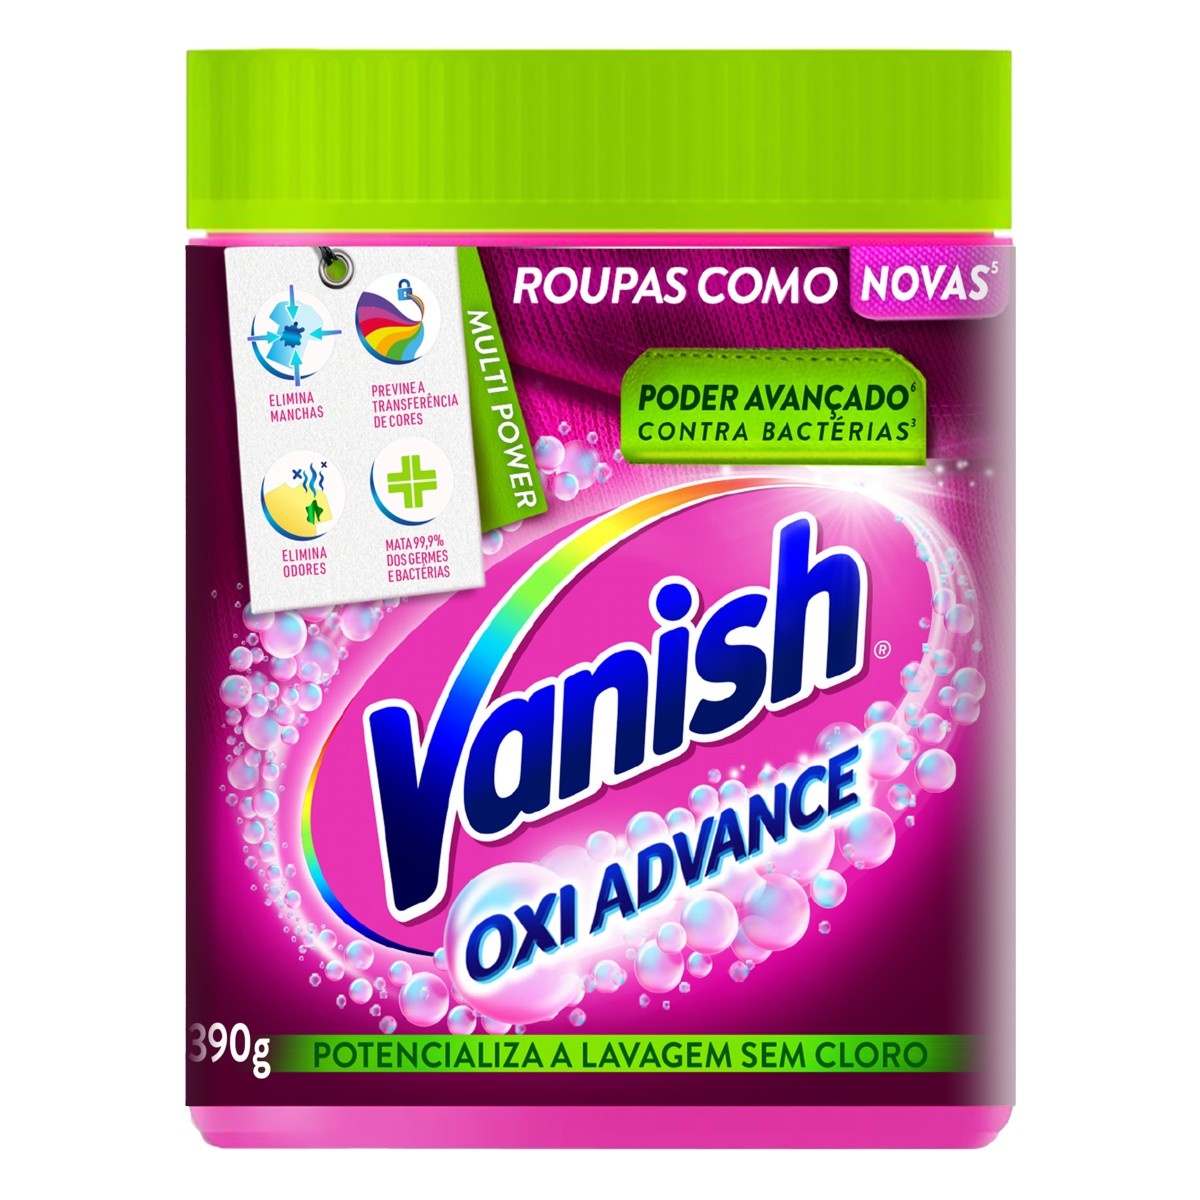 ROUPAS COMO NOVAS⁵
PODER AVANÇADO⁶
CONTRA BACTÉRIAS³
MULTI POWER
ELIMINA
MANCHAS
PREVINE A
TRANSFERÊNCIA
DE CORES
ELIMINA
ODORES
MATA 99,9%
DOS GERMES
E BACTÉRIAS
Vanish®
OXI ADVANCE
390g
POTENCIALIZA A LAVAGEM SEM CLORO